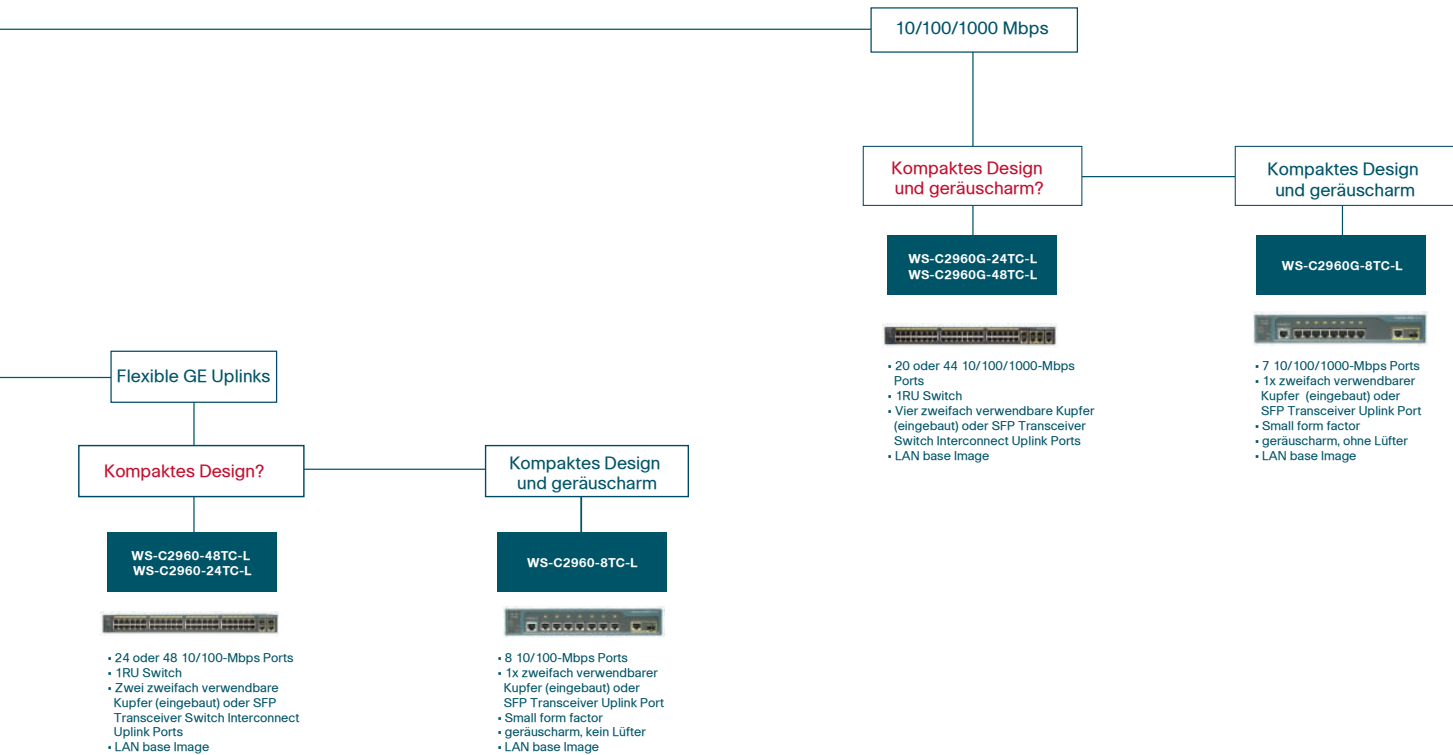 10/100/1000 Mbps
Kompaktes Design
und geräuscharm?
Kompaktes Design
und geräuscharm
WS-C2960G-24TC-L
WS-C2960G-48TC-L
WS-C2960G-8TC-L
▪ 20 oder 44 10/100/1000-Mbps
Ports
▪ 1RU Switch
▪ Vier zweifach verwendbare Kupfer
(eingebaut) oder SFP Transceiver
Switch Interconnect Uplink Ports
▪ LAN base Image
▪ 7 10/100/1000-Mbps Ports
▪ 1x zweifach verwendbarer
Kupfer (eingebaut) oder
SFP Transceiver Uplink Port
▪ Small form factor
▪ geräuscharm, ohne Lüfter
▪ LAN base Image
Flexible GE Uplinks
Kompaktes Design?
Kompaktes Design
und geräuscharm
WS-C2960-48TC-L
WS-C2960-24TC-L
WS-C2960-8TC-L
▪ 24 oder 48 10/100-Mbps Ports
▪ 1RU Switch
▪ Zwei zweifach verwendbare
Kupfer (eingebaut) oder SFP
Transceiver Switch Interconnect
Uplink Ports
▪ LAN base Image
▪ 8 10/100-Mbps Ports
▪ 1x zweifach verwendbarer
Kupfer (eingebaut) oder
SFP Transceiver Uplink Port
▪ Small form factor
▪ geräuscharm, kein Lüfter
▪ LAN base Image